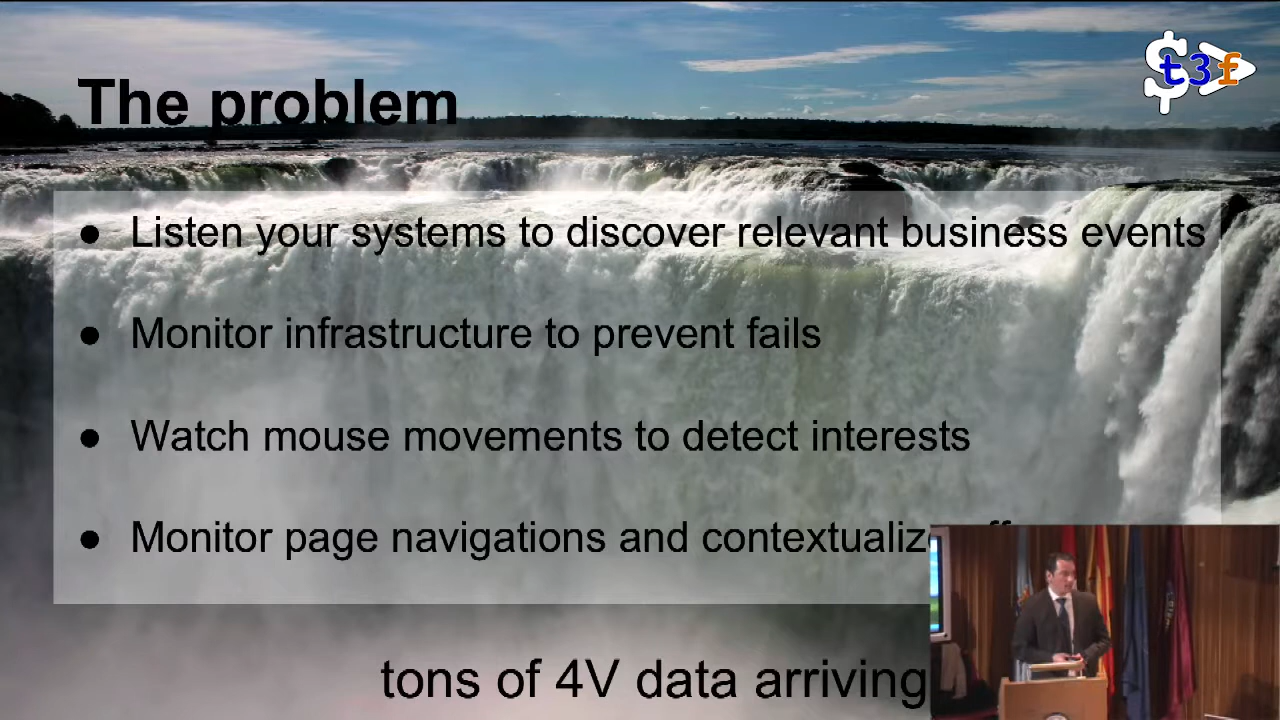 $t3f
The problem
● Listen your systems to discover relevant business events
● Monitor infrastructure to prevent fails
● Watch mouse movements to detect interests
● Monitor page navigations and
tons of 4V data arriving